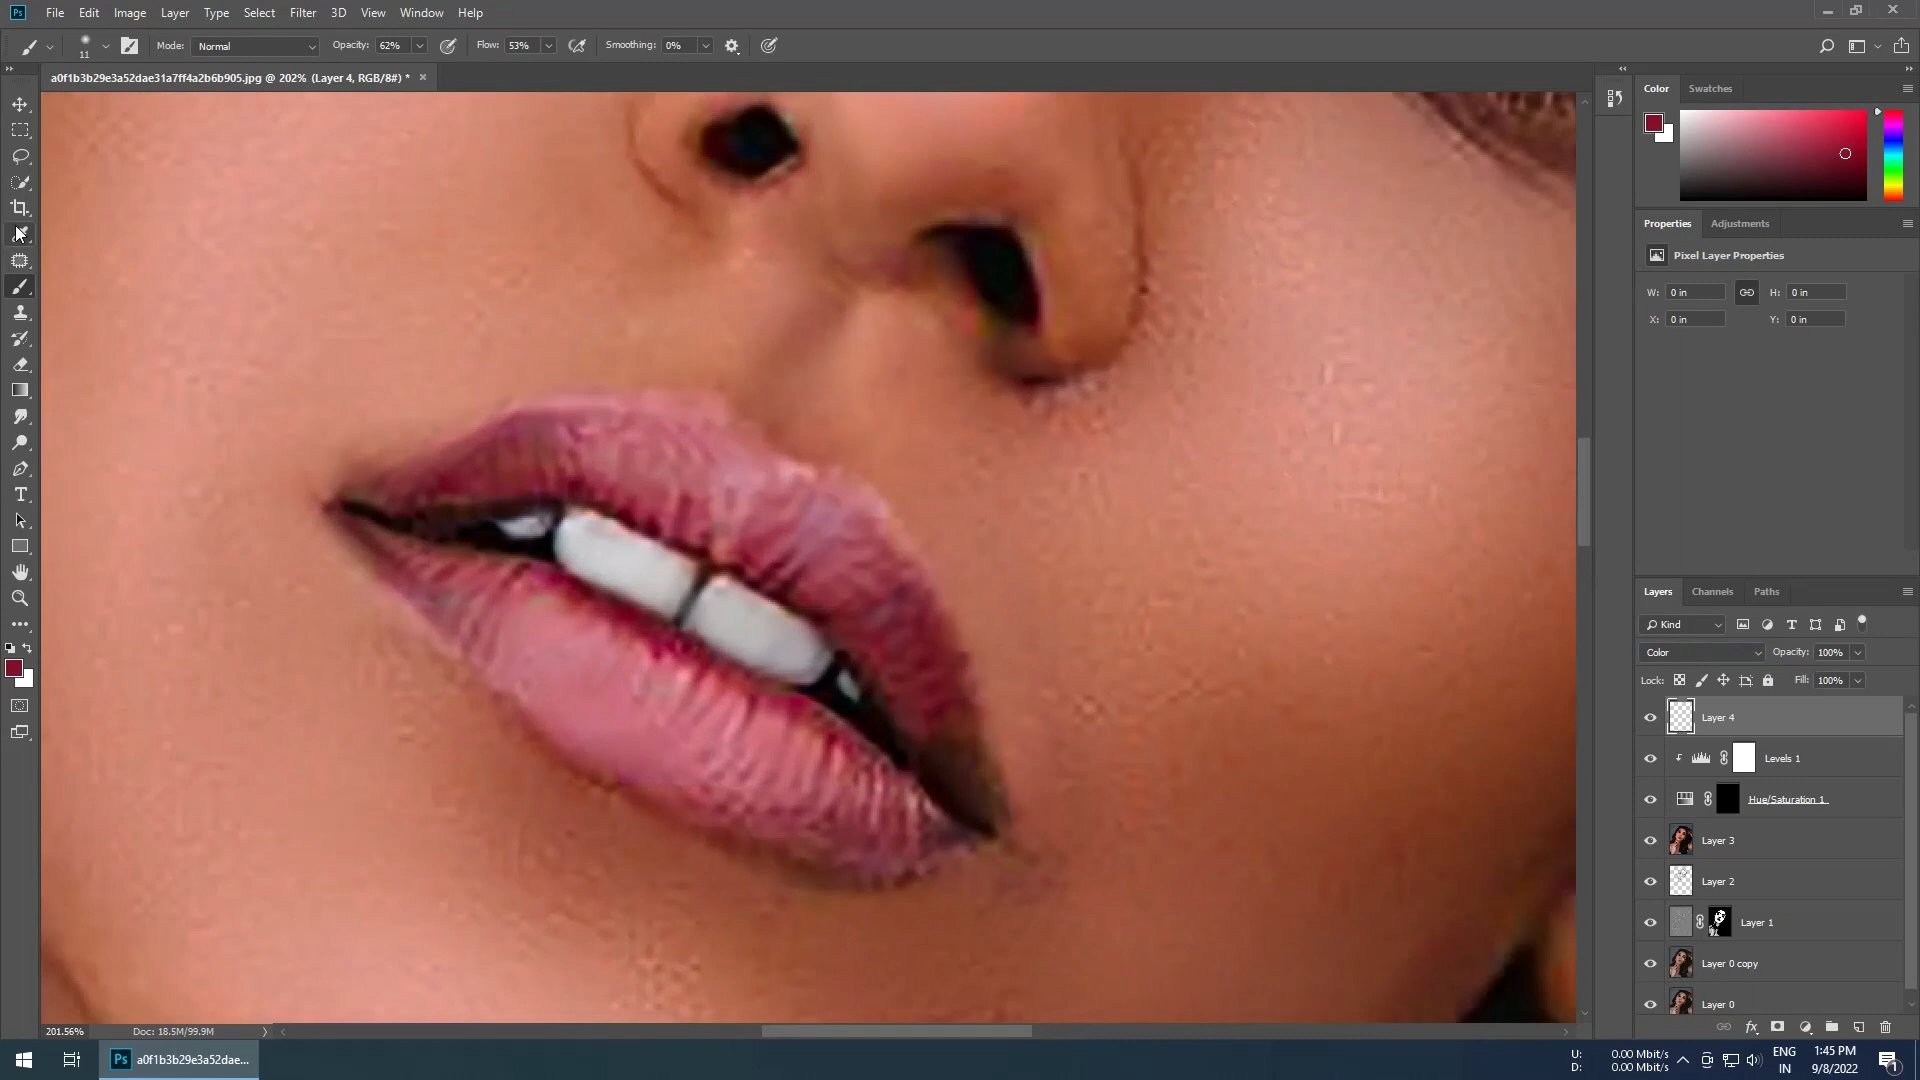 Ps File Edit Image Layer Type Select Filter 3D View Window Help
11 Mode: Normal Opacity: 62% Flow: 53% Smoothing: 0%
a0f1b3b29e3a52dae31a7ff4a2b6b905.jpg @ 202% (Layer 4, RGB/8#) *
Color Swatches
Properties Adjustments
Pixel Layer Properties
W: 0 in H: 0 in
X: 0 in Y: 0 in
Layers Channels Paths
Kind
Color Opacity: 100%
Lock: Fill: 100%
Layer 4
Levels 1
Hue/Saturation 1
Layer 3
Layer 2
Layer 1
Layer 0 copy
Layer 0
201.56% Doc: 18.5M/99.9M
Ps a0f1b3b29e3a52dae...
U: 0.00 Mbit/s
D: 0.00 Mbit/s
ENG
IN
1:45 PM
9/8/2022
1